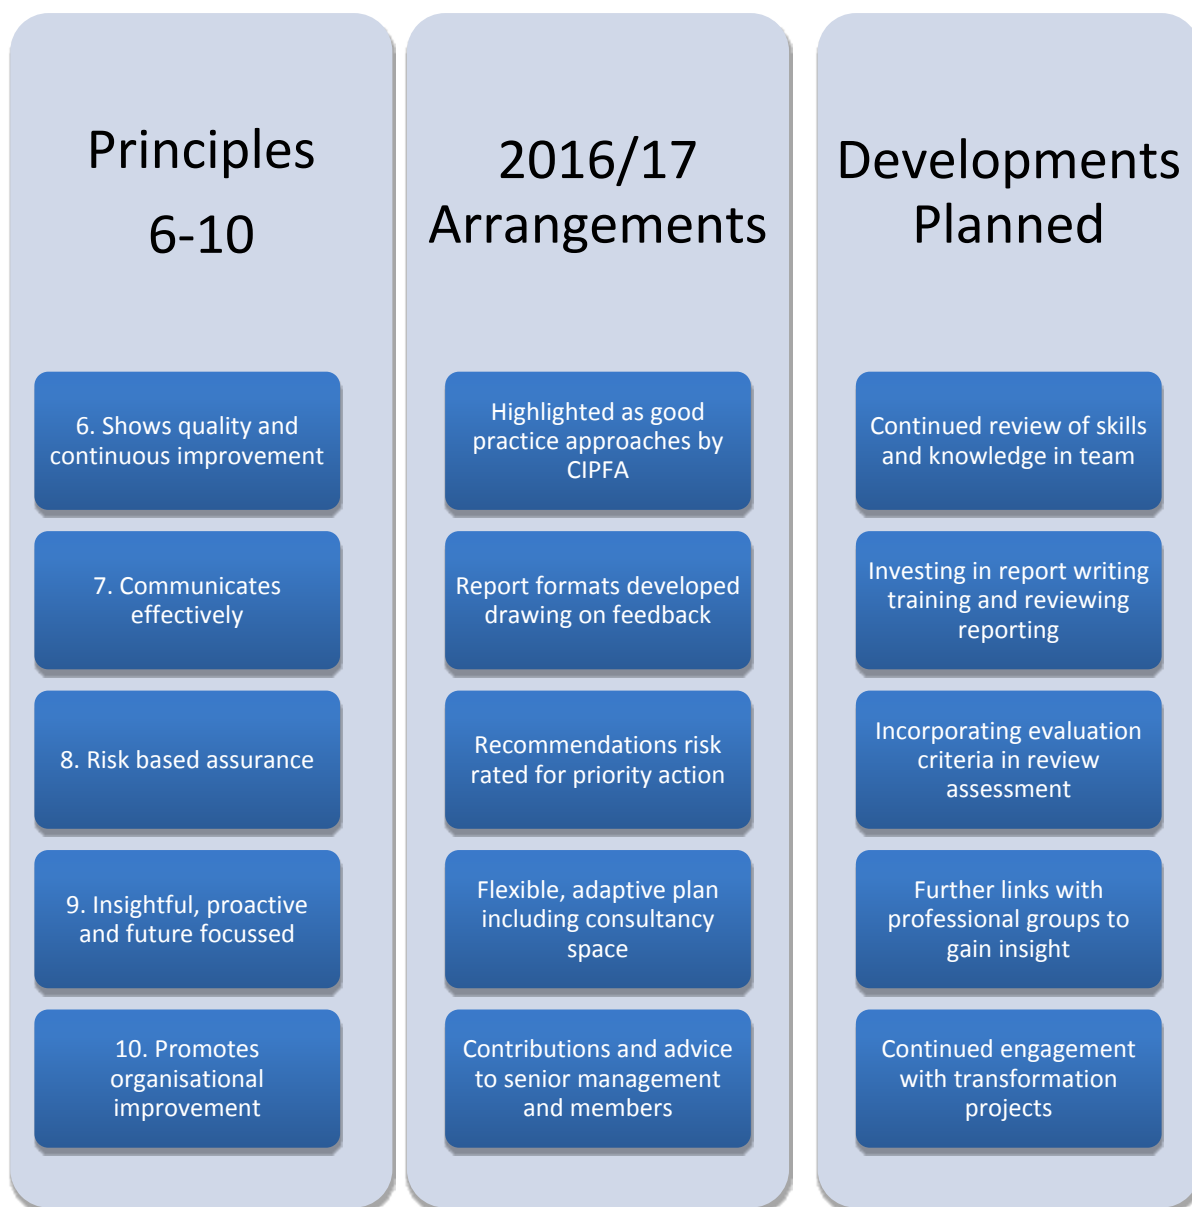 Principles
6-10
6. Shows quality and
continuous improvement
7. Communicates
effectively
8. Risk based assurance
9. Insightful, proactive
and future focussed
10. Promotes
organisational
improvement
2016/17
Arrangements
Highlighted as good
practice approaches by
CIPFA
Report formats developed
drawing on feedback
Recommendations risk
rated for priority action
Flexible, adaptive plan
including consultancy
space
Contributions and advice
to senior management
and members
Developments
Planned
Continued review of skills
and knowledge in team
Investing in report writing
training and reviewing
reporting
Incorporating evaluation
criteria in review
assessment
Further links with
professional groups to
gain insight
Continued engagement
with transformation
projects